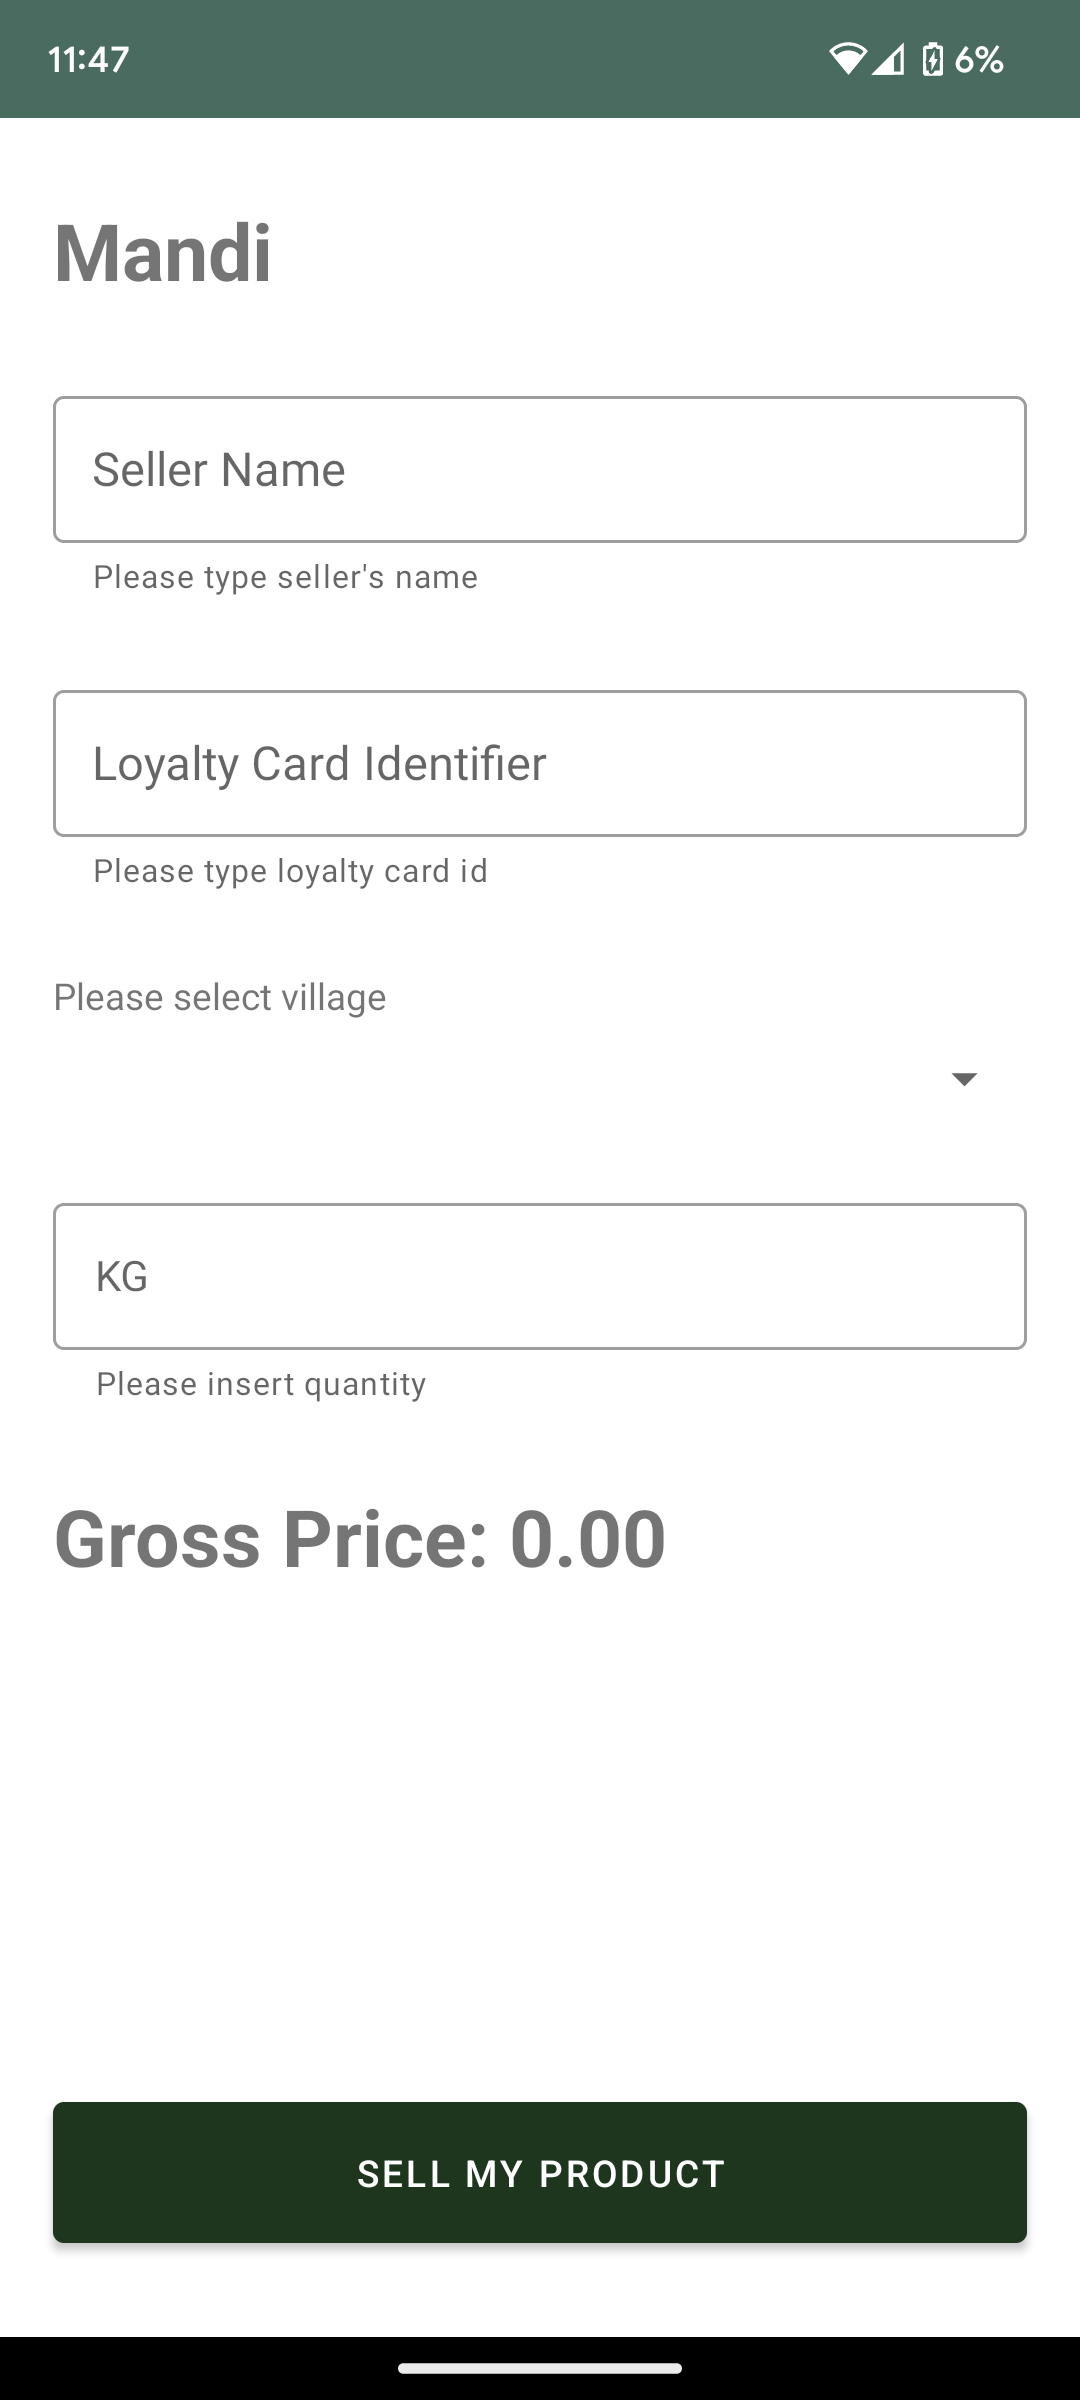 11:47 6%
Mandi
Seller Name
Please type seller's name
Loyalty Card Identifier
Please type loyalty card id
Please select village
KG
Please insert quantity
Gross Price: 0.00
SELL MY PRODUCT